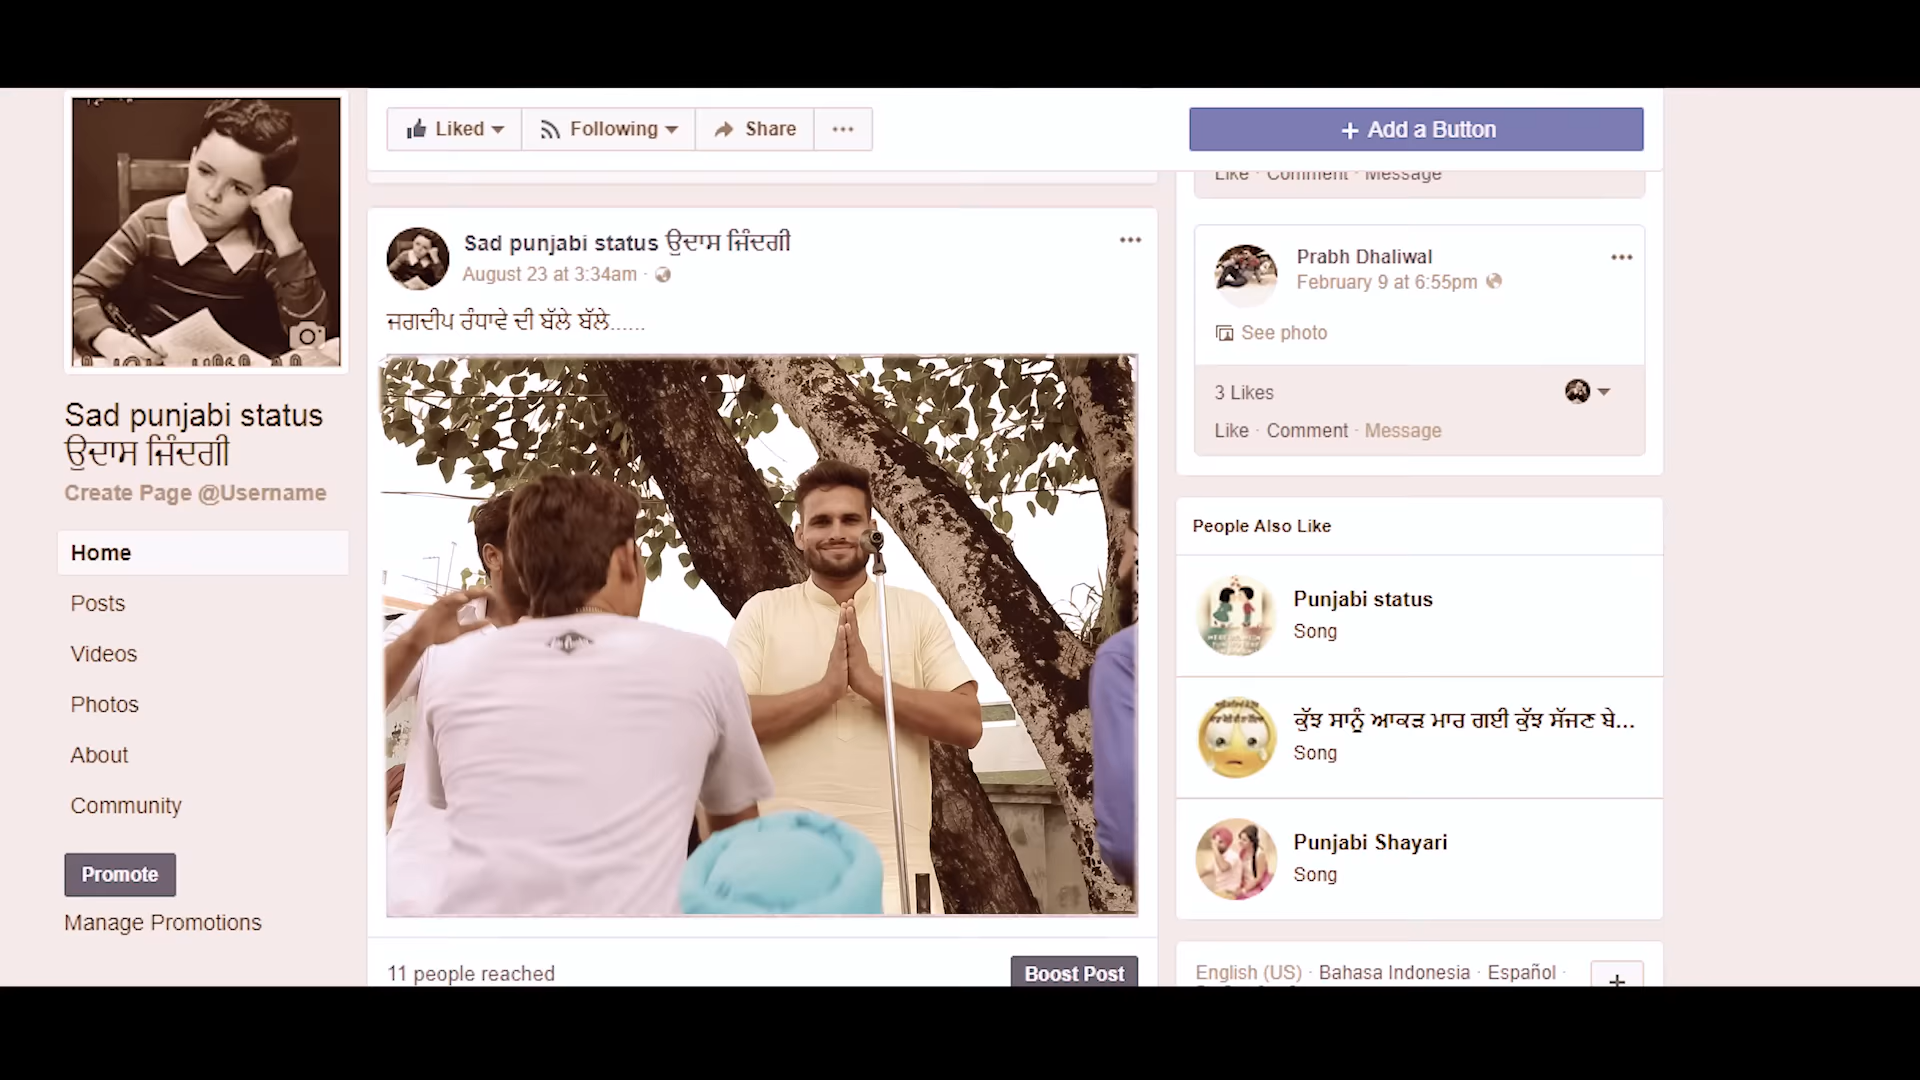 Liked
Following
Share
+ Add a Button
Like · Comment · Message
Sad punjabi status ਉਦਾਸ ਜਿੰਦਗੀ
August 23 at 3:34am ·
ਜਗਦੀਪ ਰੰਧਾਵੇ ਦੀ ਬੱਲੇ ਬੱਲੇ......
Sad punjabi status
ਉਦਾਸ ਜਿੰਦਗੀ
Create Page @Username
Home
Posts
Videos
Photos
About
Community
Promote
Manage Promotions
11 people reached
Boost Post
Prabh Dhaliwal
February 9 at 6:55pm
See photo
3 Likes
Like · Comment · Message
People Also Like
Punjabi status
Song
ਕੁੱਝ ਸਾਨੂੰ ਆਕੜ ਮਾਰ ਗਈ ਕੁੱਝ ਸੱਜਣ ਬੇ...
Song
Punjabi Shayari
Song
English (US) · Bahasa Indonesia · Español ·